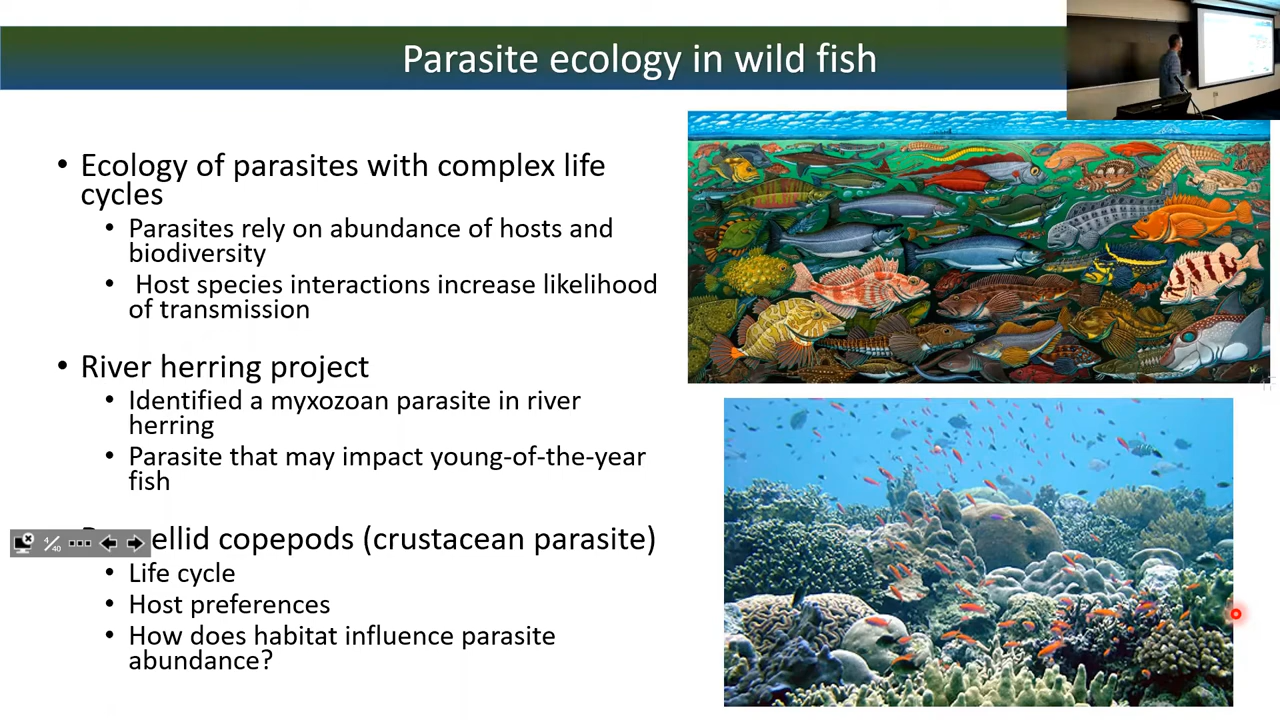 Parasite ecology in wild fish
• Ecology of parasites with complex life
cycles
• Parasites rely on abundance of hosts and
biodiversity
• Host species interactions increase likelihood
of transmission
• River herring project
• Identified a myxozoan parasite in river
herring
• Parasite that may impact young-of-the-year
fish
ellid copepods (crustacean parasite)
4/40
• Life cycle
• Host preferences
• How does habitat influence parasite
abundance?